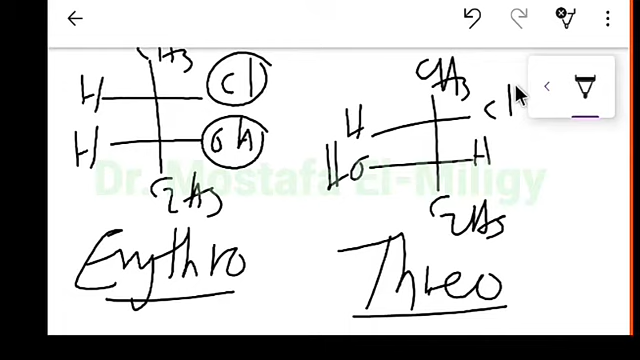 CH3 CH3
H Cl H Cl
H OH HO H
C2H5 C2H5
Dr. Mostafa El-Miligy
Erythro Threo